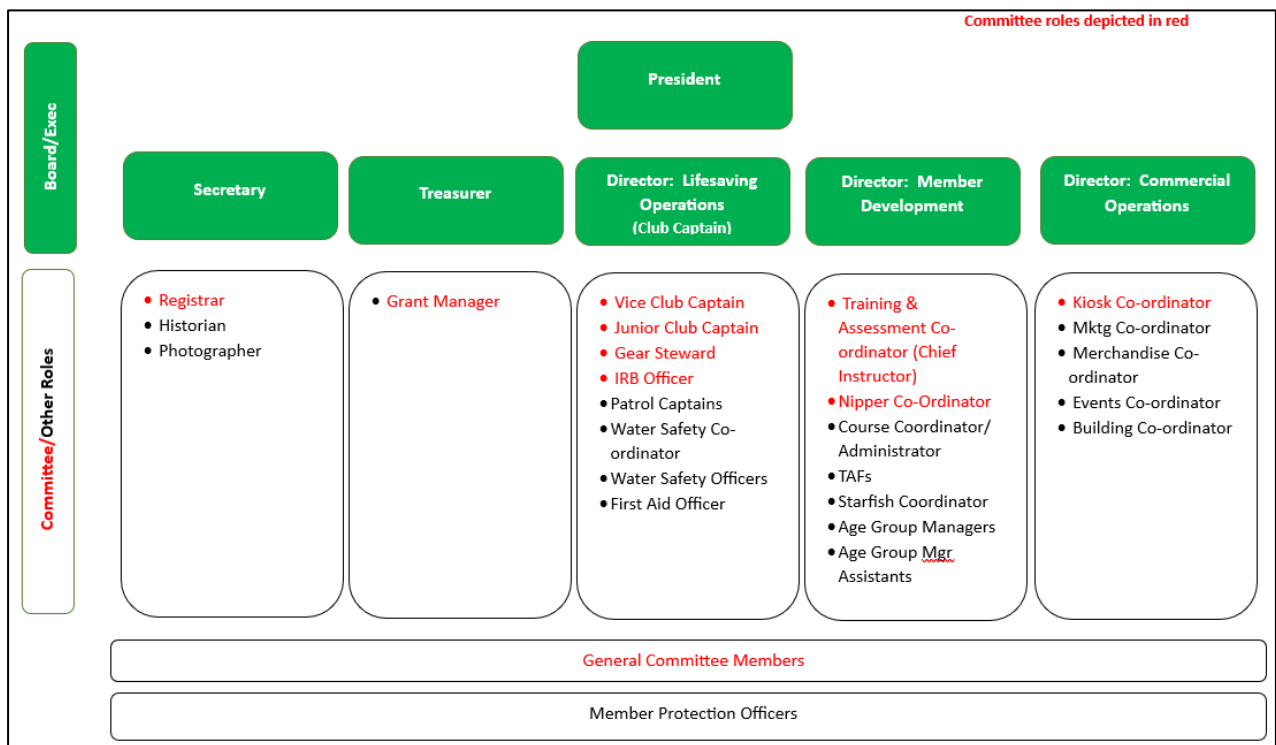 Committee roles depicted in red
Board/Exec
President
Secretary
Treasurer
Director:  Lifesaving
Operations
(Club Captain)
Director:  Member
Development
Director:  Commercial
Operations
Committee/Other Roles
• Registrar
• Historian
• Photographer
• Grant Manager
• Vice Club Captain
• Junior Club Captain
• Gear Steward
• IRB Officer
• Patrol Captains
• Water Safety Co-
ordinator
• Water Safety Officers
• First Aid Officer
• Training &
Assessment Co-
ordinator (Chief
Instructor)
• Nipper Co-Ordinator
• Course Coordinator/
Administrator
• TAFs
• Starfish Coordinator
• Age Group Managers
• Age Group Mgr
Assistants
• Kiosk Co-ordinator
• Mktg Co-ordinator
• Merchandise Co-
ordinator
• Events Co-ordinator
• Building Co-ordinator
General Committee Members
Member Protection Officers